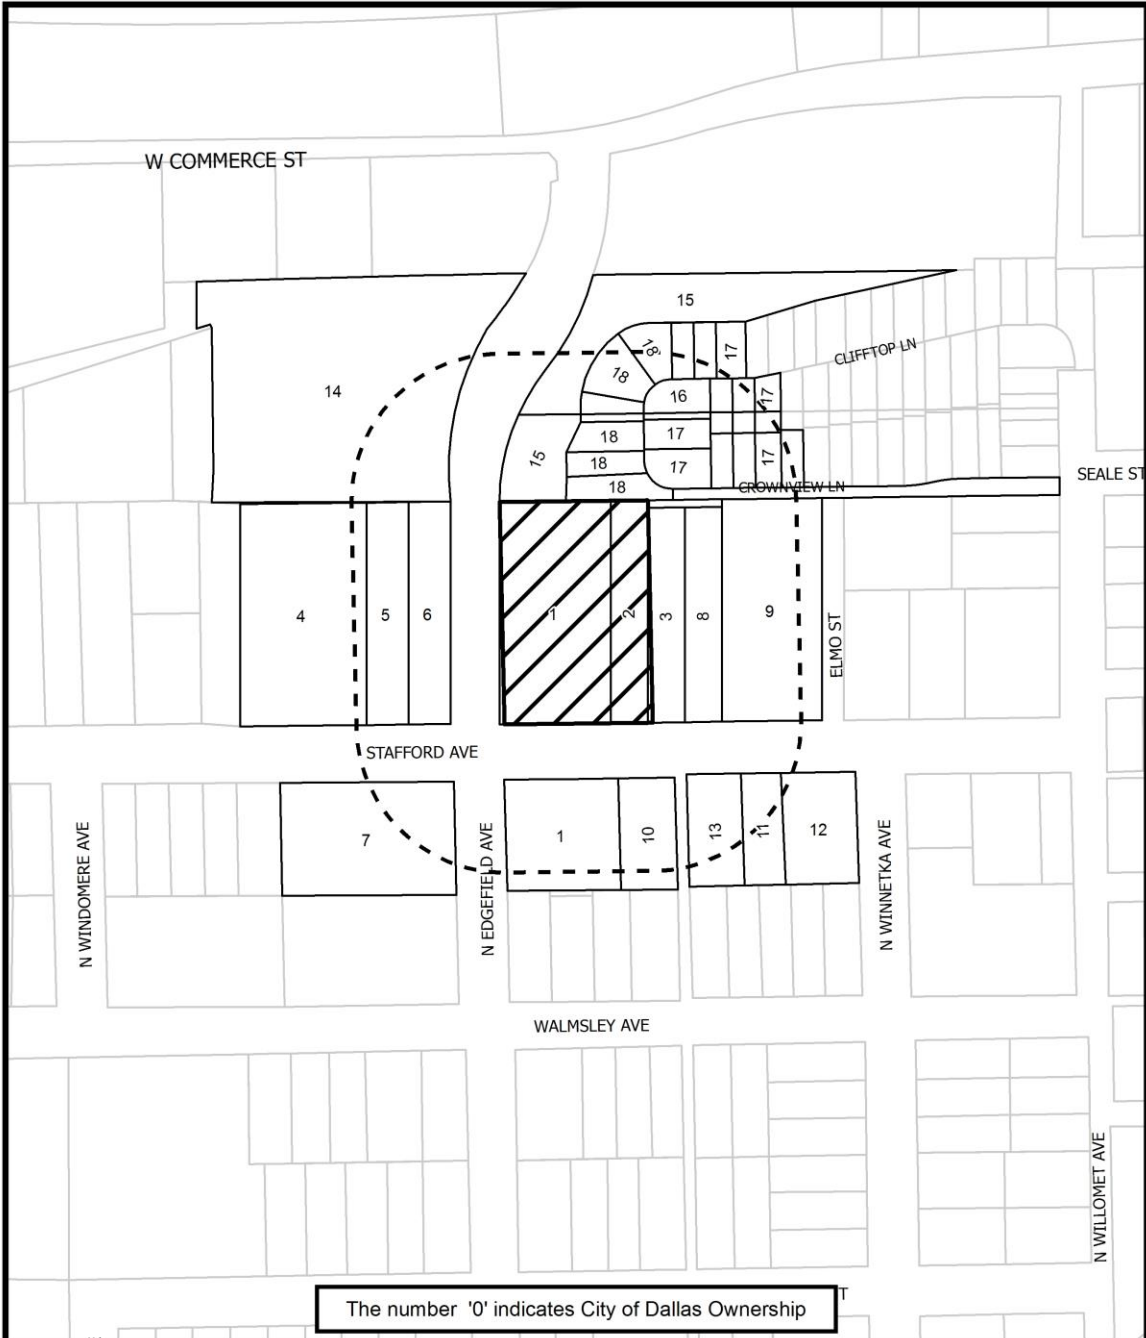 W COMMERCE ST
15
14
18
17
CLIFFTOP LN
18
16
17
18
17
15
18
17
17
18
CROWNVIEW LN
SEALE ST
4
5
6
1
2
3
8
9
ELMO ST
STAFFORD AVE
7
1
10
13
11
12
N WINDOMERE AVE
N EDGEFIELD AVE
N WINNETKA AVE
WALMSLEY AVE
N WILLOMET AVE
T
The number '0' indicates City of Dallas Ownership